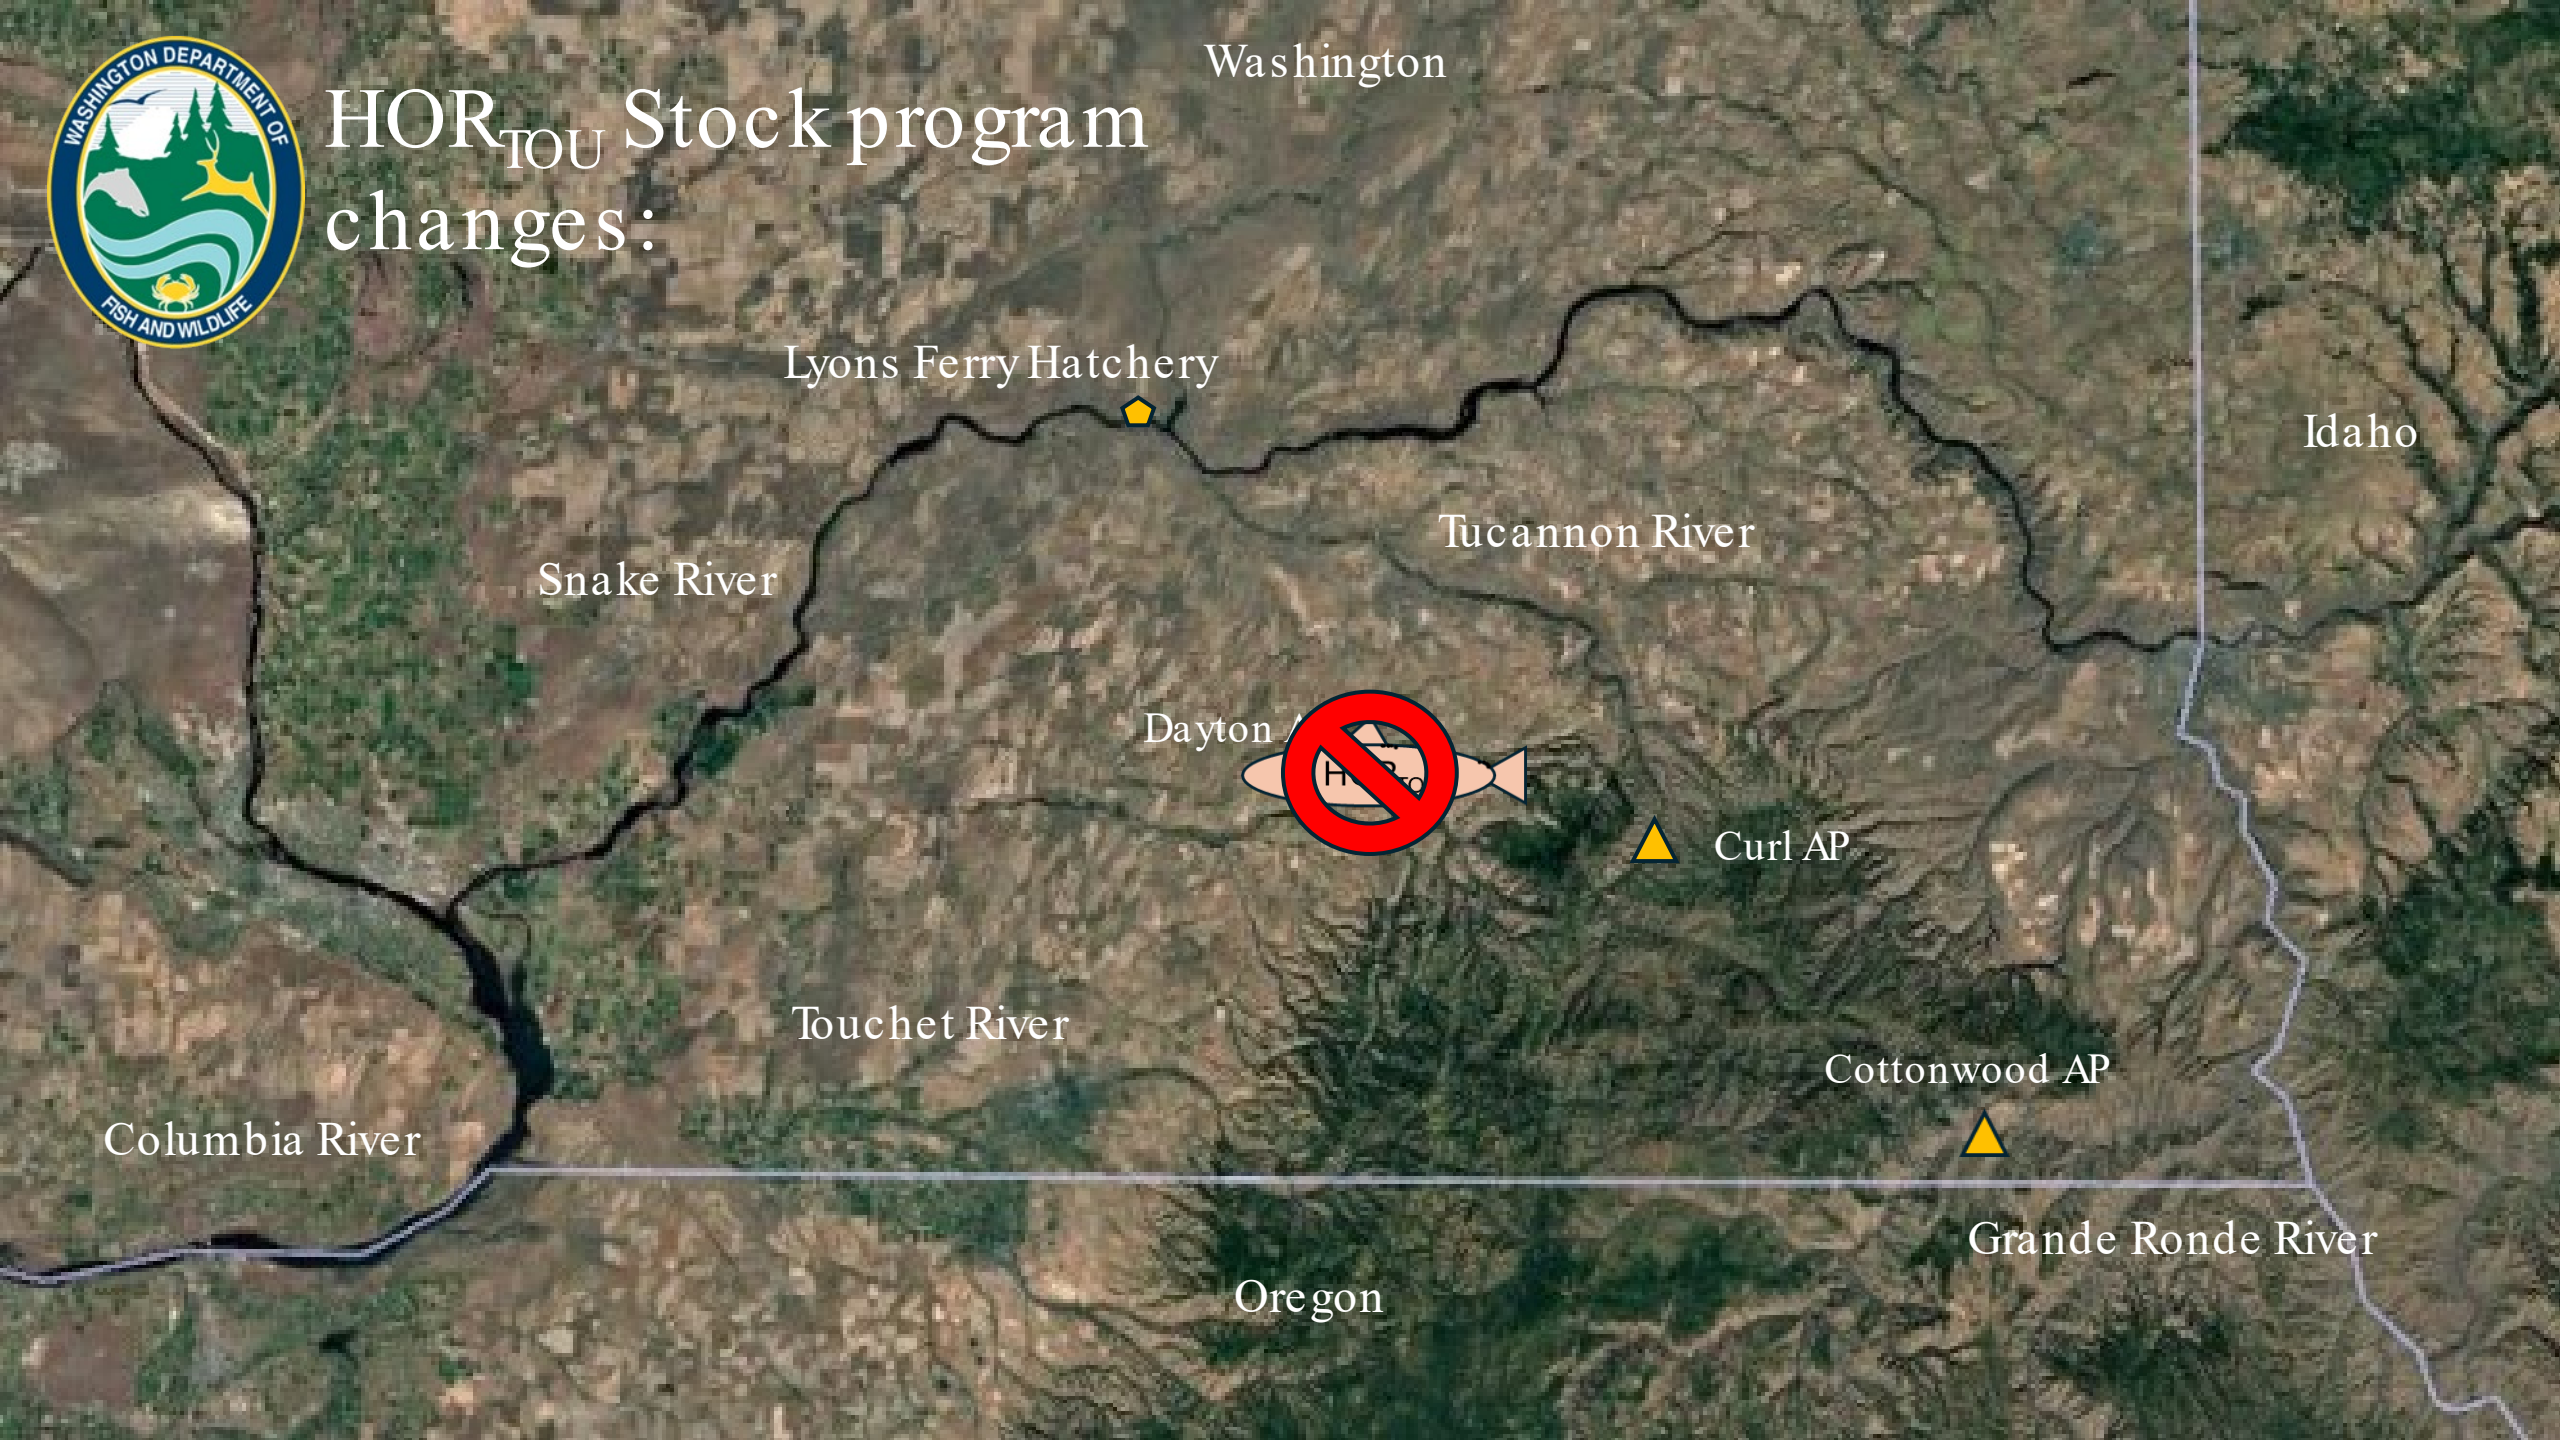 WASHINGTON DEPARTMENT OF
FISH AND WILDLIFE
HORTOU Stock program
changes:
Washington
Lyons Ferry Hatchery
Idaho
Tucannon River
Snake River
Dayton
Curl AP
Touchet River
Cottonwood AP
Columbia River
Grande Ronde River
Oregon